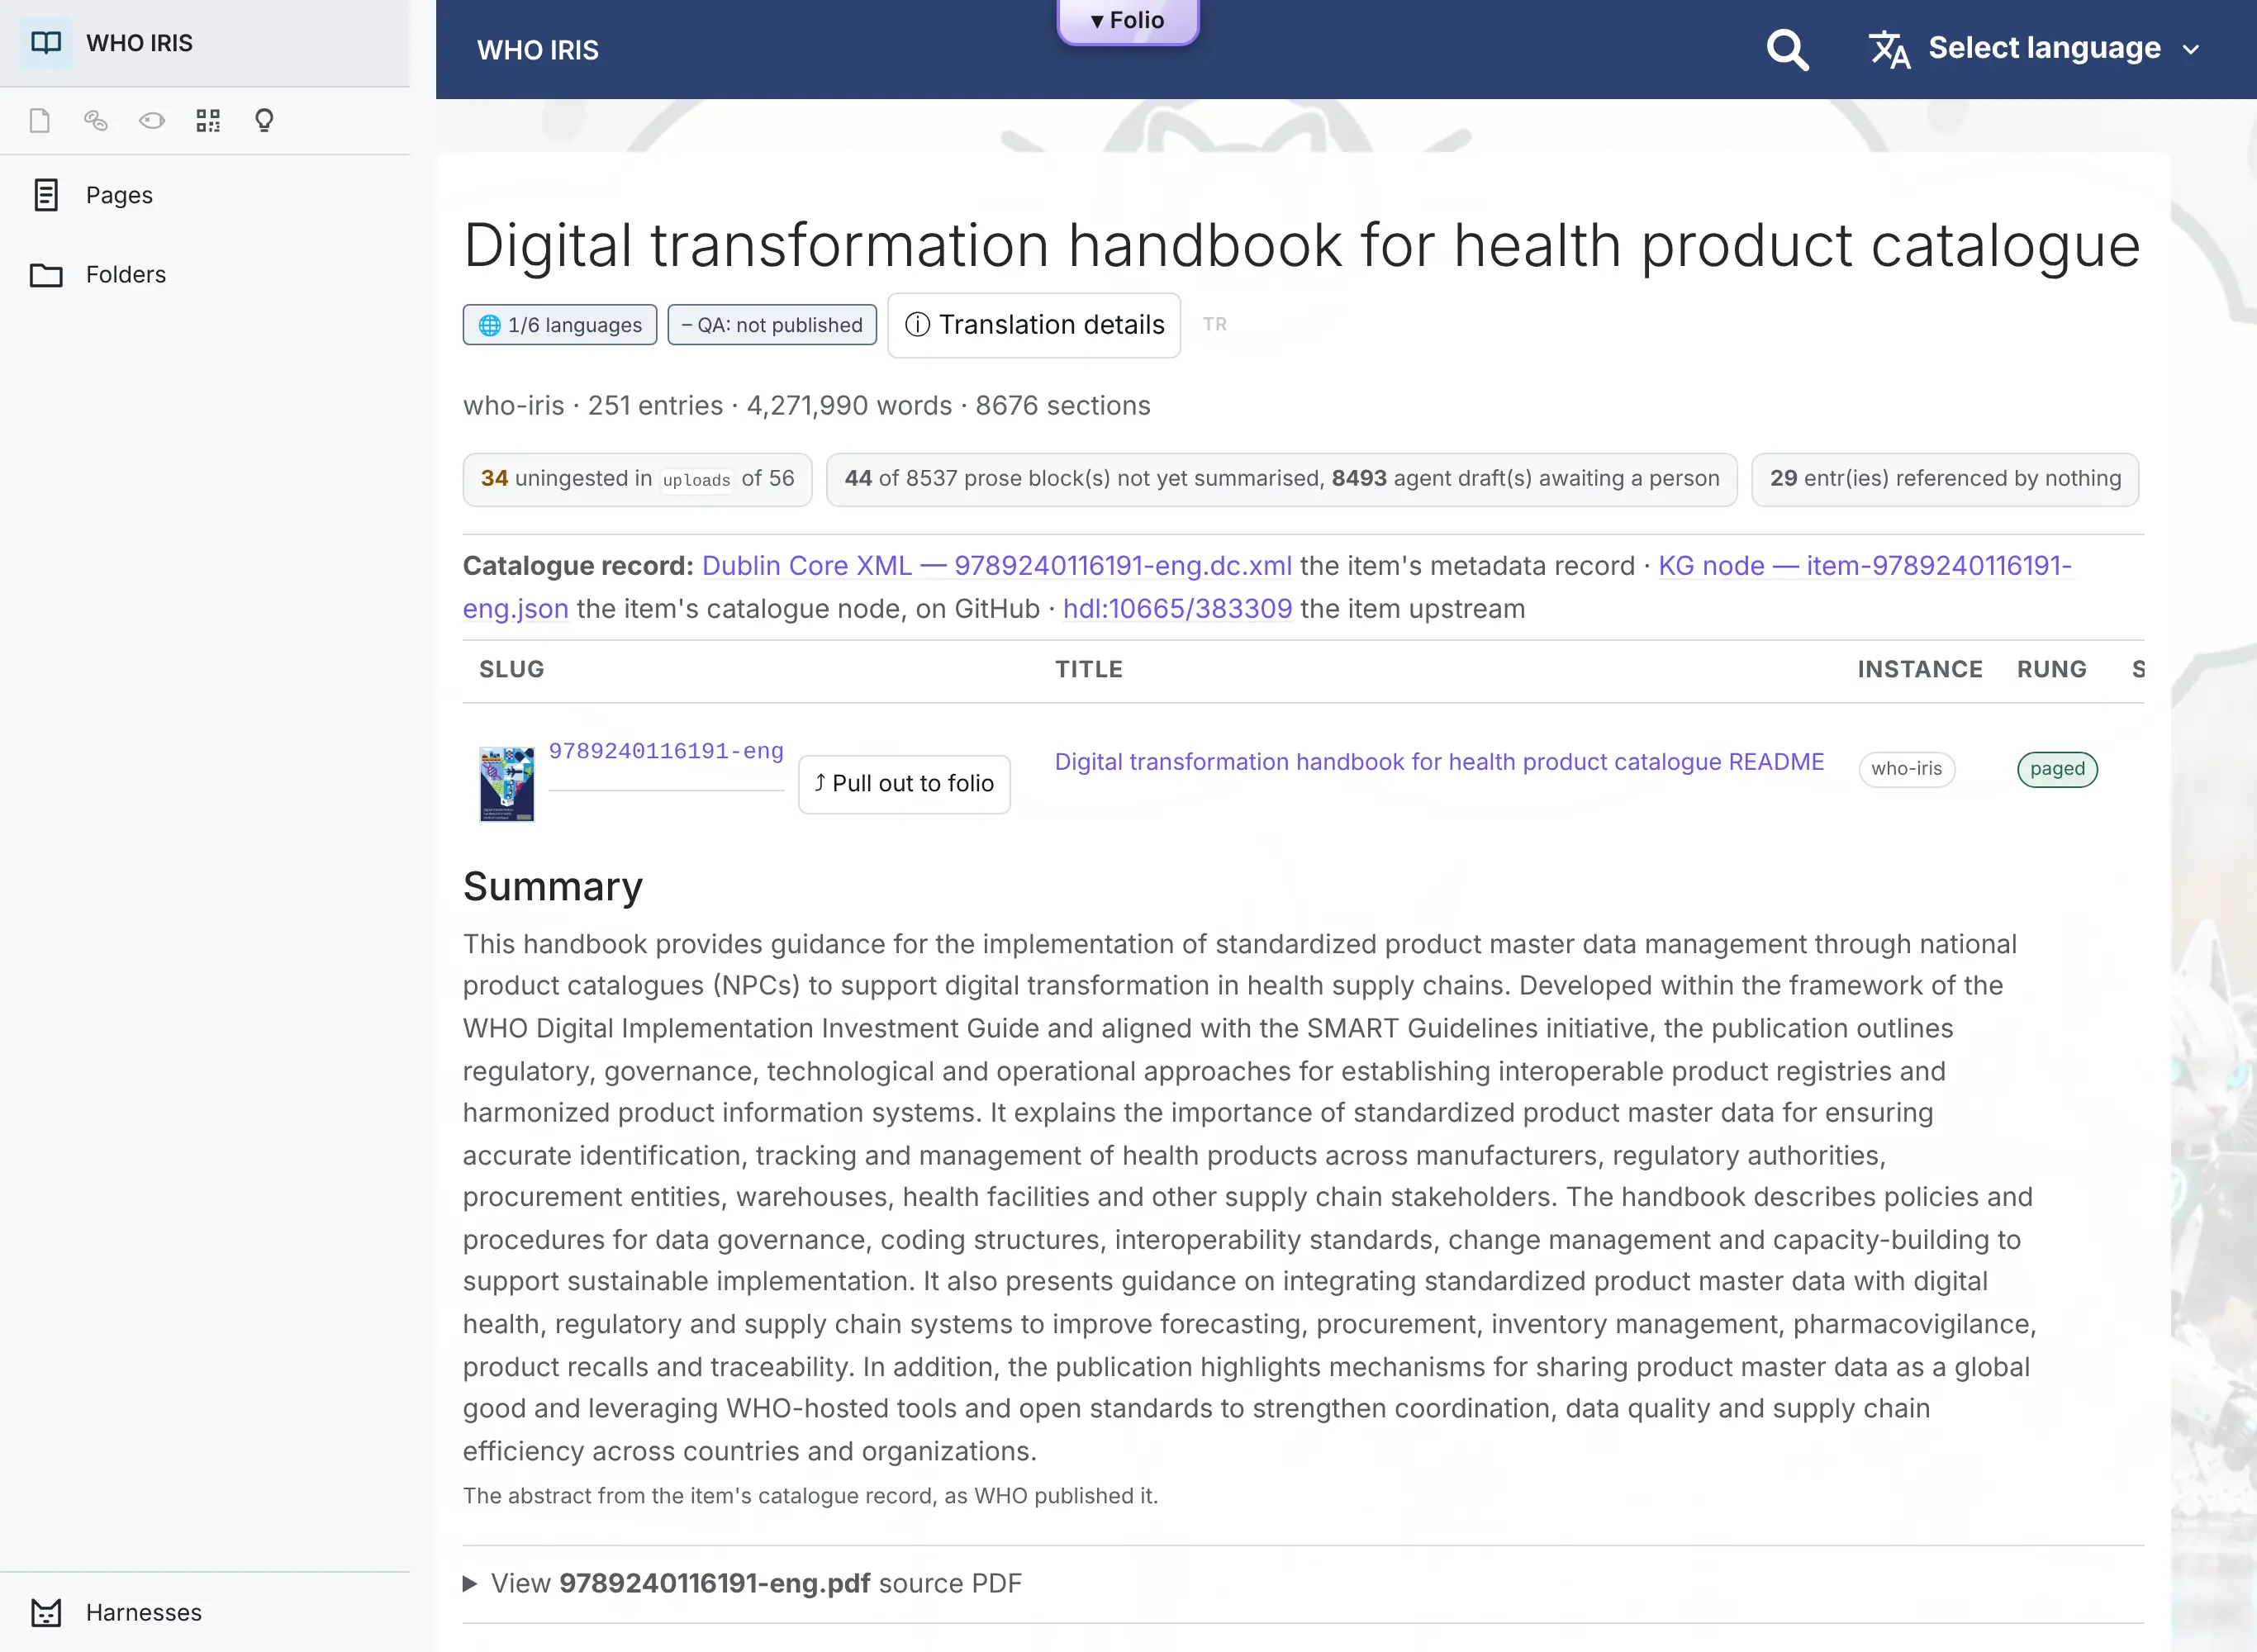 WHO IRIS
Pages
Folders
Harnesses
▾ Folio
WHO IRIS
Select language
Digital transformation handbook for health product catalogue
🌐 1/6 languages
– QA: not published
ⓘ Translation details
TR
who-iris · 251 entries · 4,271,990 words · 8676 sections
34 uningested in uploads of 56
44 of 8537 prose block(s) not yet summarised, 8493 agent draft(s) awaiting a person
29 entr(ies) referenced by nothing
Catalogue record: Dublin Core XML — 9789240116191-eng.dc.xml the item's metadata record · KG node — item-9789240116191-
eng.json the item's catalogue node, on GitHub · hdl:10665/383309 the item upstream
SLUG TITLE INSTANCE RUNG S
9789240116191-eng
⤴ Pull out to folio
Digital transformation handbook for health product catalogue README
who-iris
paged
Summary
This handbook provides guidance for the implementation of standardized product master data management through national
product catalogues (NPCs) to support digital transformation in health supply chains. Developed within the framework of the
WHO Digital Implementation Investment Guide and aligned with the SMART Guidelines initiative, the publication outlines
regulatory, governance, technological and operational approaches for establishing interoperable product registries and
harmonized product information systems. It explains the importance of standardized product master data for ensuring
accurate identification, tracking and management of health products across manufacturers, regulatory authorities,
procurement entities, warehouses, health facilities and other supply chain stakeholders. The handbook describes policies and
procedures for data governance, coding structures, interoperability standards, change management and capacity-building to
support sustainable implementation. It also presents guidance on integrating standardized product master data with digital
health, regulatory and supply chain systems to improve forecasting, procurement, inventory management, pharmacovigilance,
product recalls and traceability. In addition, the publication highlights mechanisms for sharing product master data as a global
good and leveraging WHO-hosted tools and open standards to strengthen coordination, data quality and supply chain
efficiency across countries and organizations.
The abstract from the item's catalogue record, as WHO published it.
▶ View 9789240116191-eng.pdf source PDF